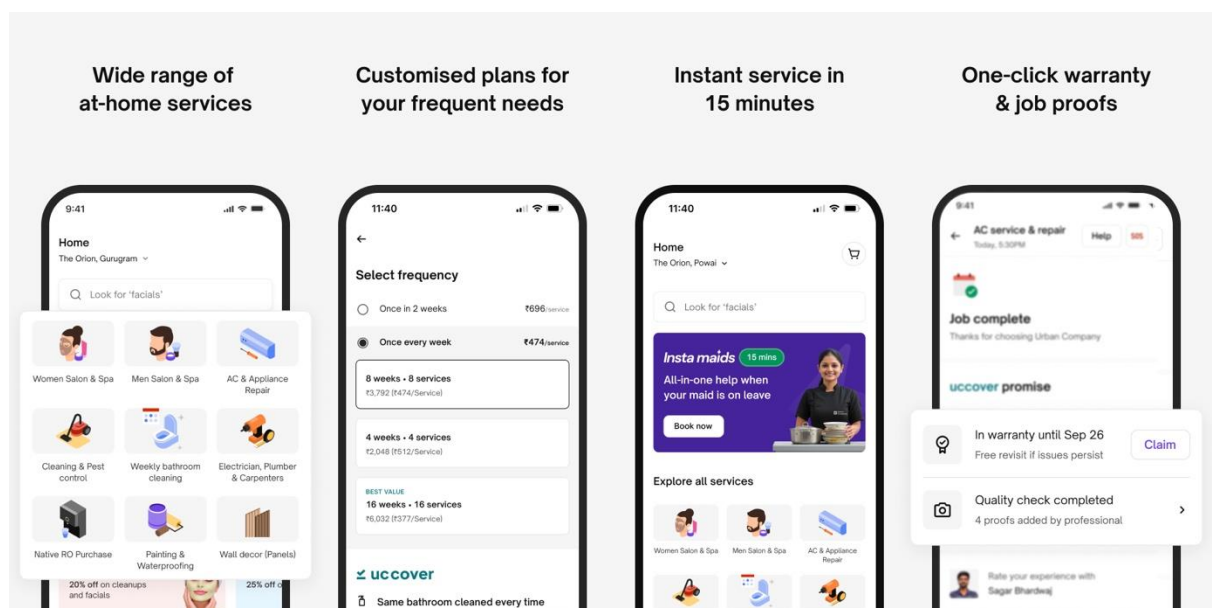 Wide range of
at-home services
9:41
Home
The Orion, Gurugram
Look for 'facials'
Women Salon & Spa
Men Salon & Spa
AC & Appliance
Repair
Cleaning & Pest
control
Weekly bathroom
cleaning
Electrician, Plumber
& Carpenters
Native RO Purchase
Painting &
Waterproofing
Wall decor (Panels)
20% off on cleanups
and facials
25% off
Customised plans for
your frequent needs
11:40
Select frequency
Once in 2 weeks
₹696/service
Once every week
₹474/service
8 weeks • 8 services
₹3,792 (₹474/Service)
4 weeks • 4 services
₹2,048 (₹512/Service)
BEST VALUE
16 weeks • 16 services
₹6,032 (₹377/Service)
uccover
Same bathroom cleaned every time
Instant service in
15 minutes
11:40
Home
The Orion, Powai
Look for 'facials'
Insta maids 15 mins
All-in-one help when
your maid is on leave
Book now
Explore all services
Women Salon & Spa
Men Salon & Spa
AC & Appliance
Repair
One-click warranty
& job proofs
9:41
AC service & repair
Today, 5:30PM
Help
SOS
Job complete
Thanks for choosing Urban Company
uccover promise
In warranty until Sep 26
Free revisit if issues persist
Claim
Quality check completed
4 proofs added by professional
Rate your experience with
Sagar Bhardwaj